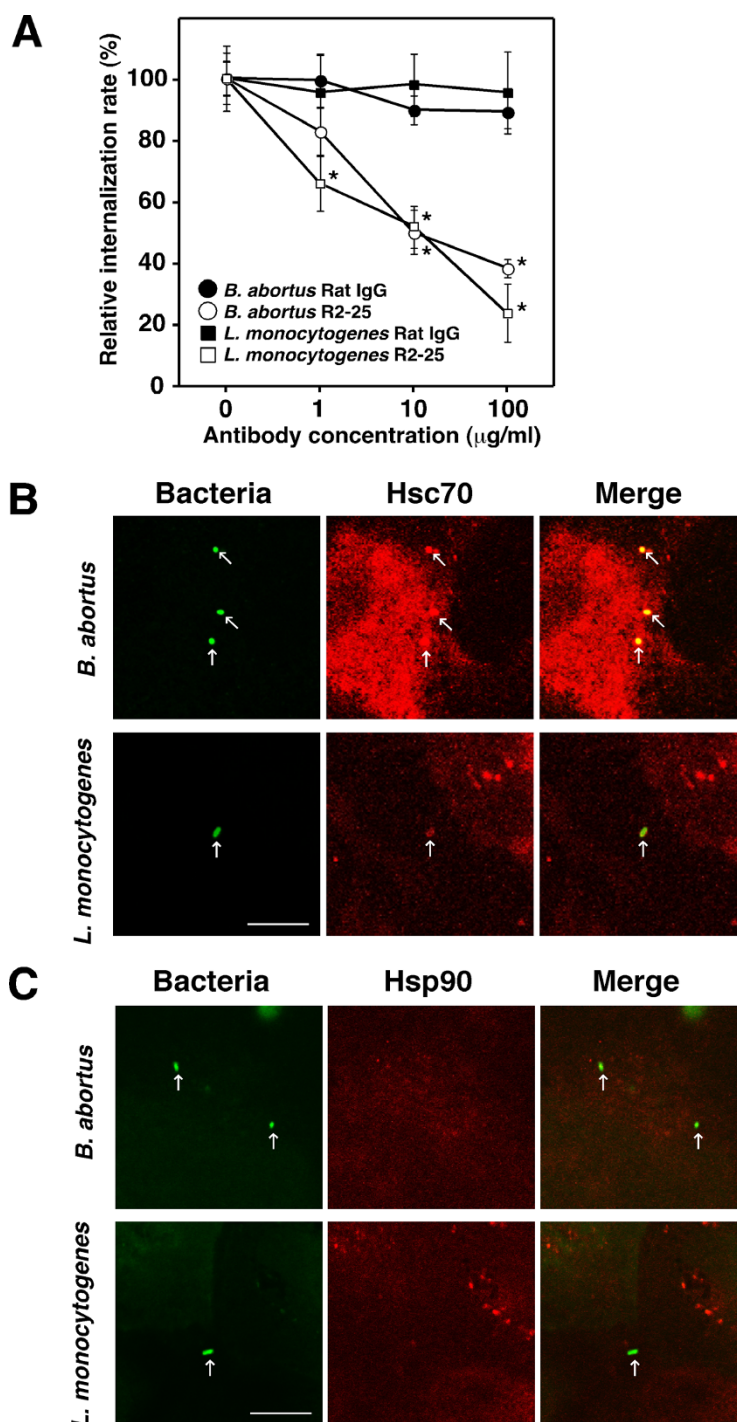 A
Relative internalization rate (%)
100
80
60
40
20
0
*
*
*
*
*
B. abortus Rat IgG
B. abortus R2-25
L. monocytogenes Rat IgG
L. monocytogenes R2-25
0 1 10 100
Antibody concentration (μg/ml)
B
Bacteria Hsc70 Merge
B. abortus
L. monocytogenes
C
Bacteria Hsp90 Merge
B. abortus
L. monocytogenes